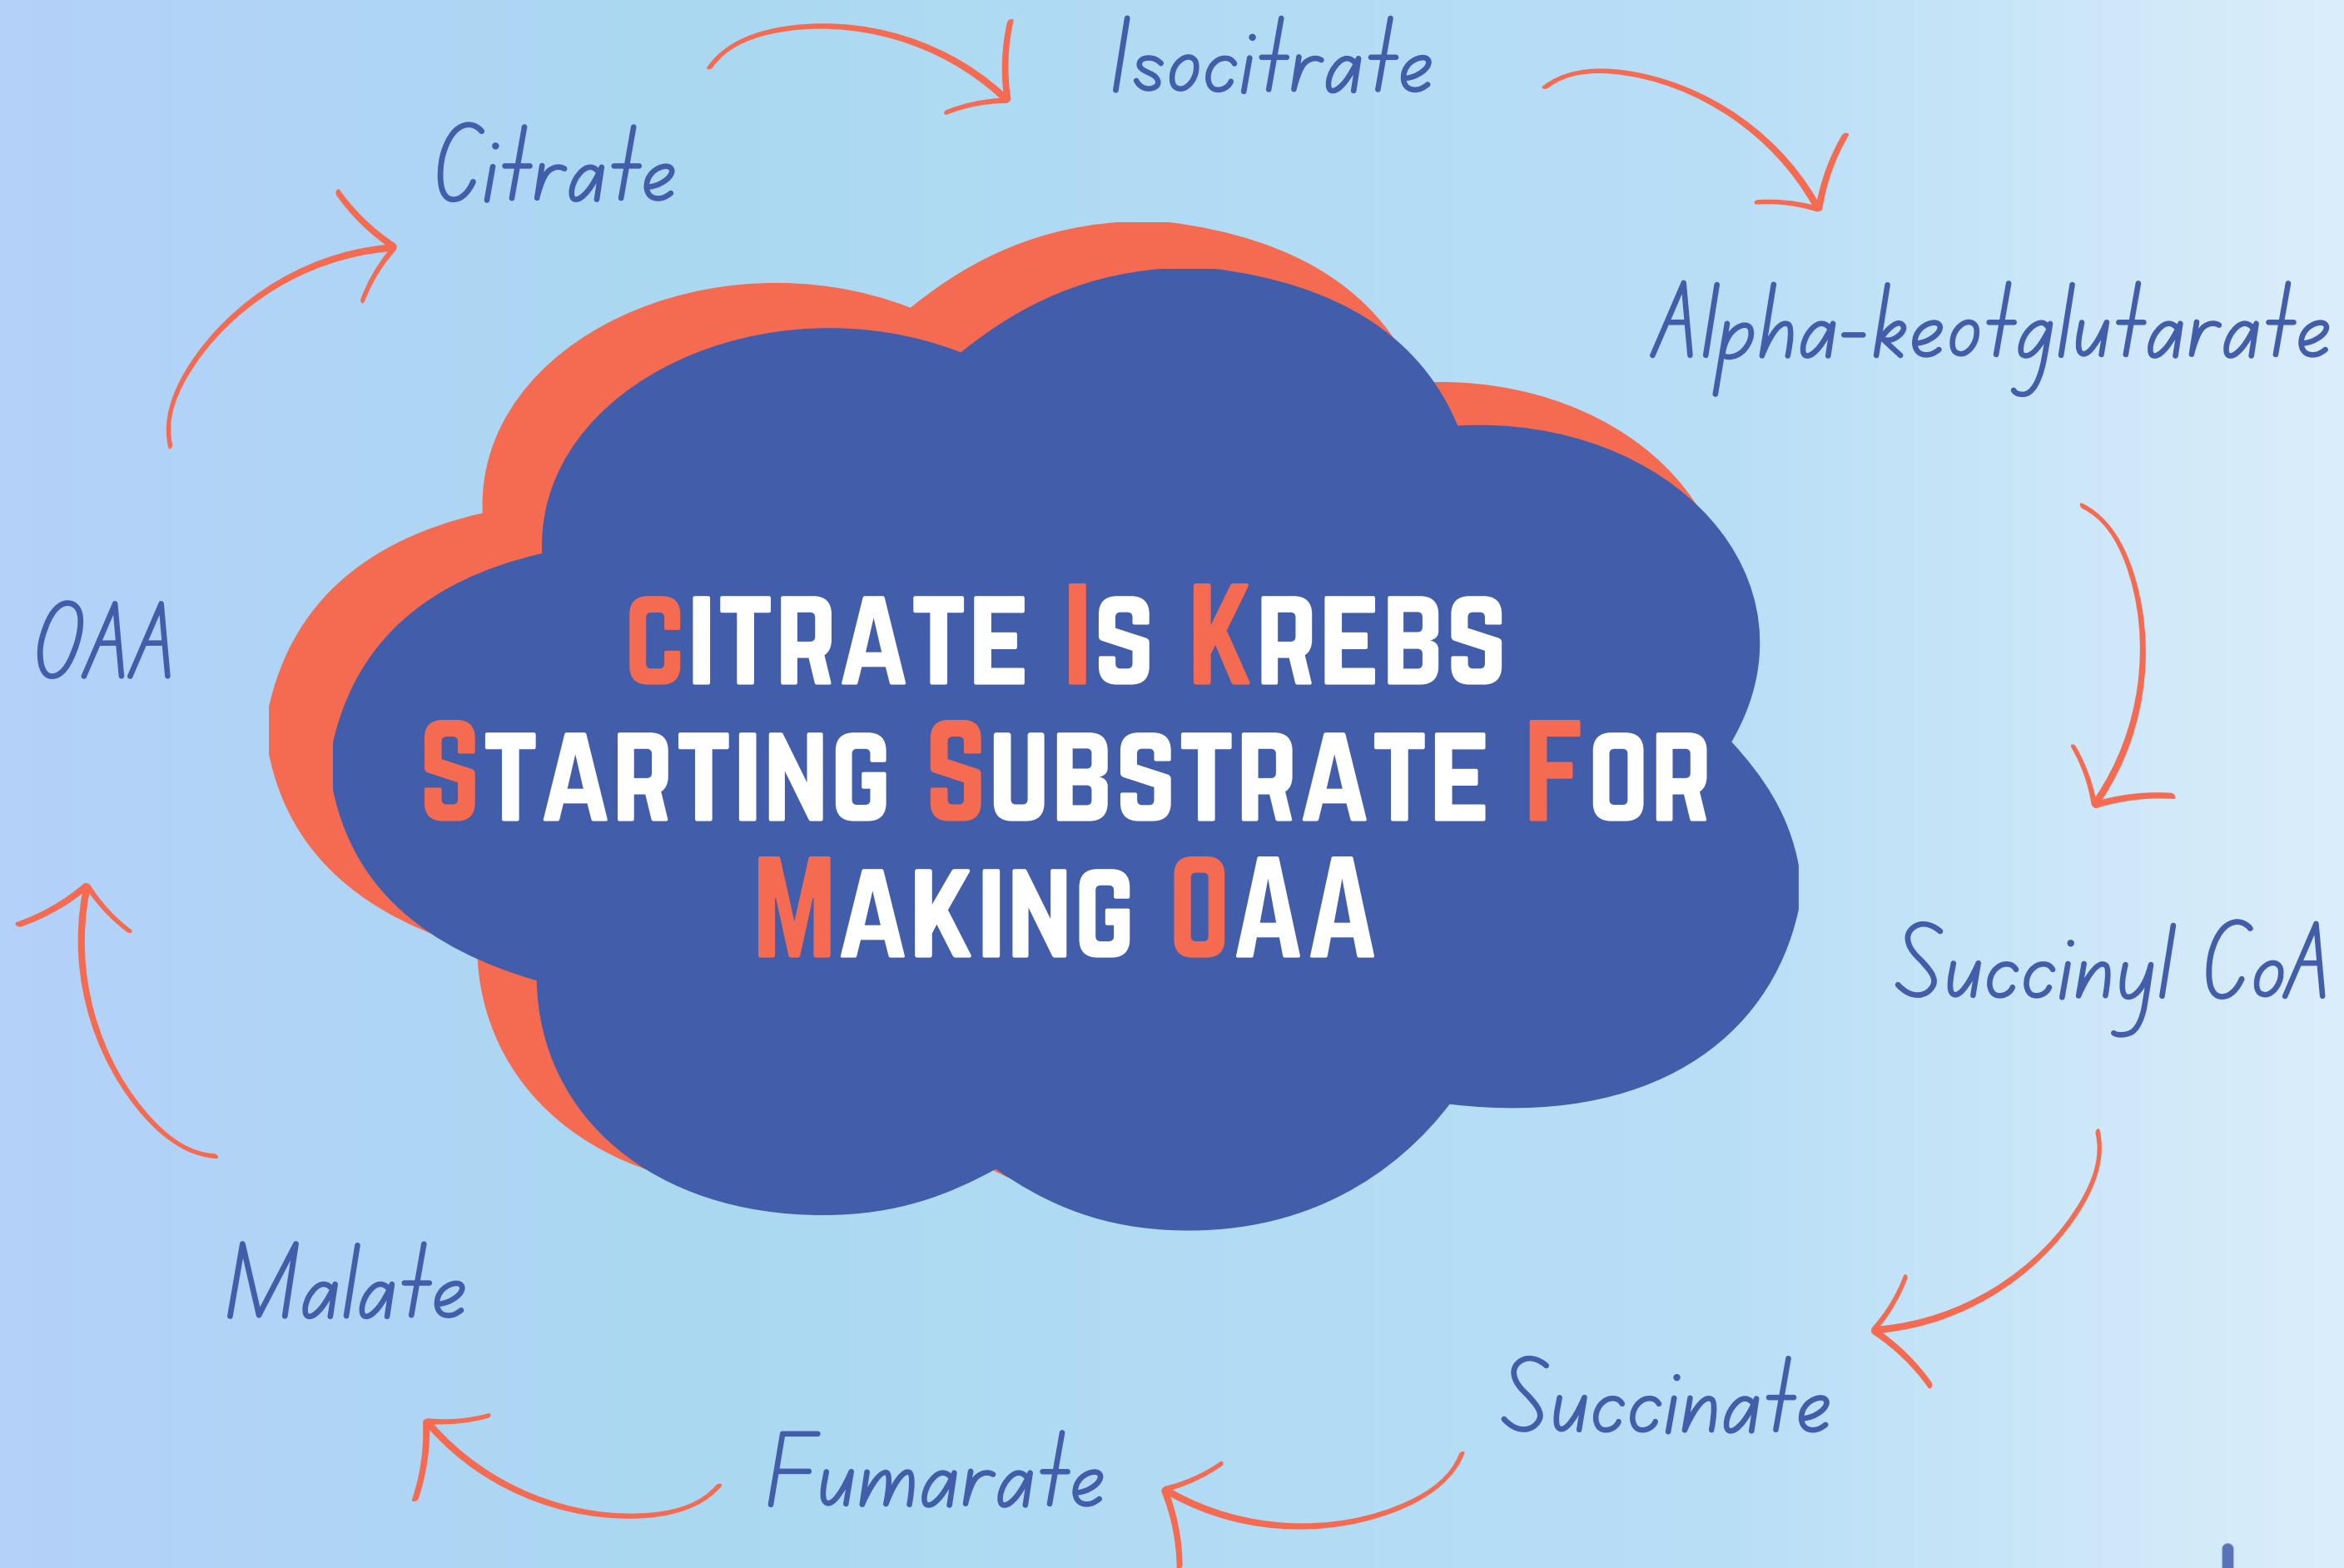 Isocitrate
Citrate
Alpha-keotglutarate
OAA
CITRATE IS KREBS
STARTING SUBSTRATE FOR
MAKING OAA
Succinyl CoA
Malate
Succinate
Fumarate